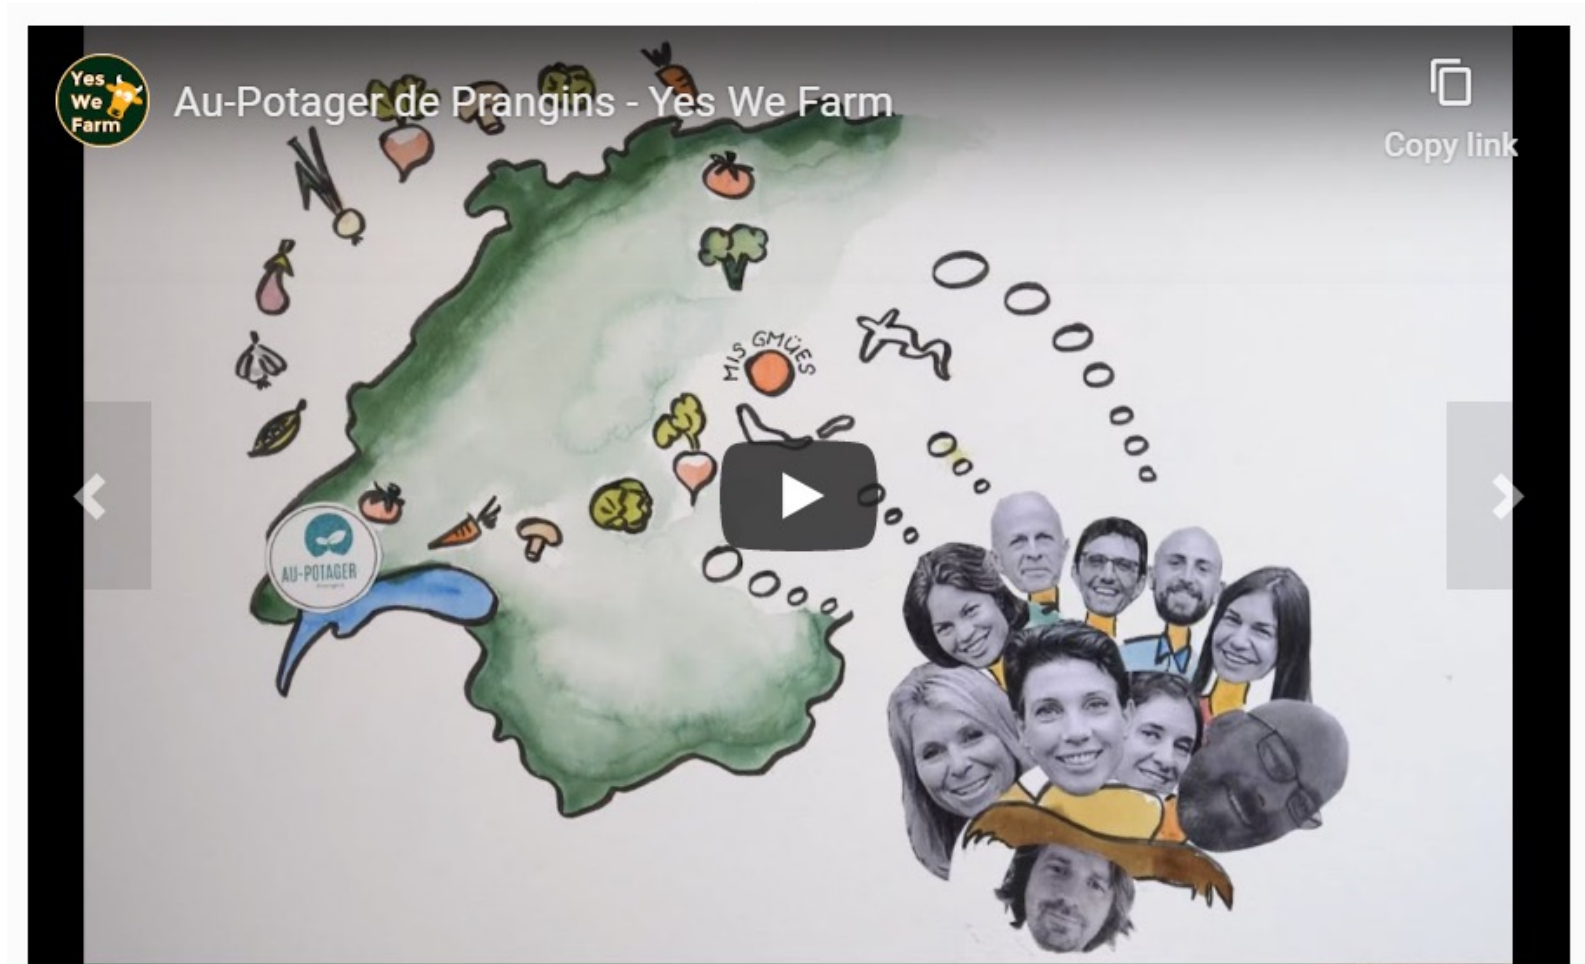 Yes
We
Farm
Au-Potager de Prangins - Yes We Farm
Copy link
MIS GMÜES
AU-POTAGER